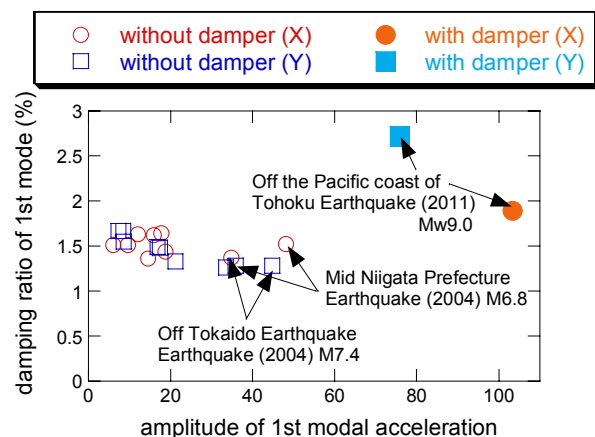 without damper (X)
with damper (X)
without damper (Y)
with damper (Y)
damping ratio of 1st mode (%)
3
2.5
2
1.5
1
0.5
0
Off the Pacific coast of
Tohoku Earthquake (2011)
Mw9.0
Mid Niigata Prefecture
Earthquake (2004) M6.8
Off Tokaido Earthquake
Earthquake (2004) M7.4
0
20
40
60
80
100
amplitude of 1st modal acceleration